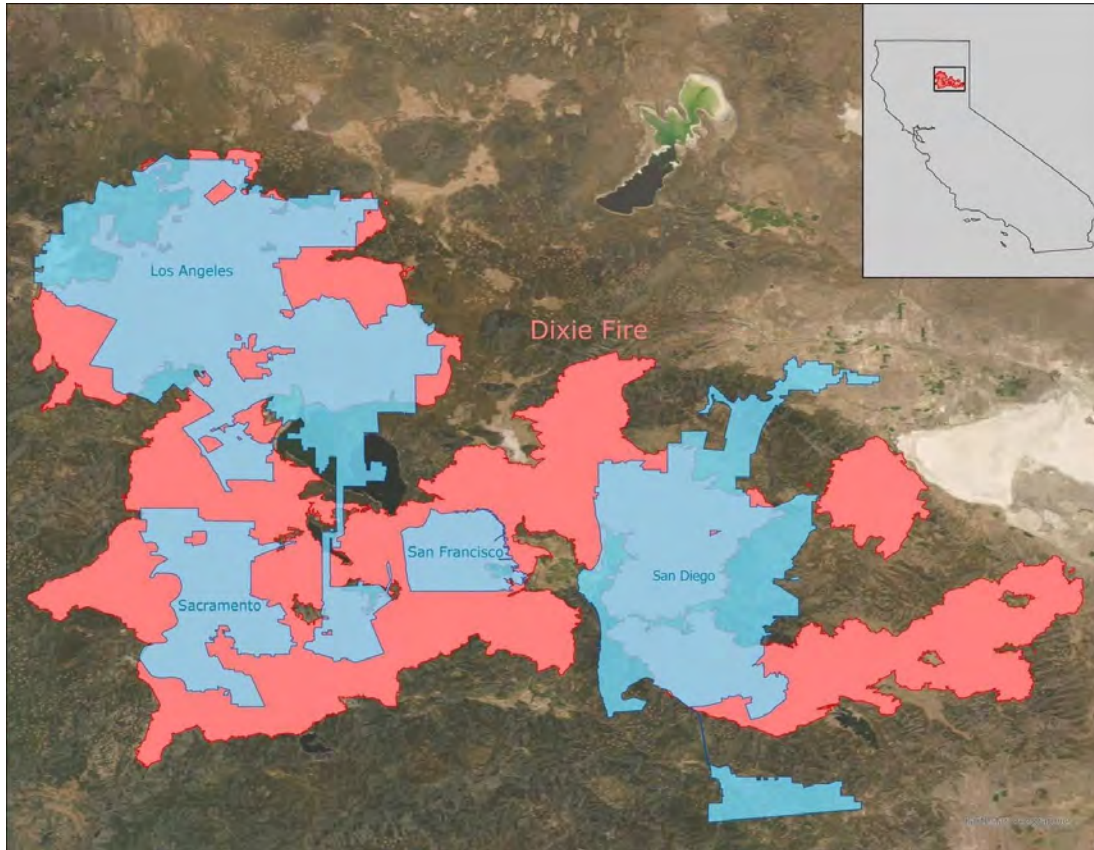 Los Angeles
Dixie Fire
San Francisco
San Diego
Sacramento